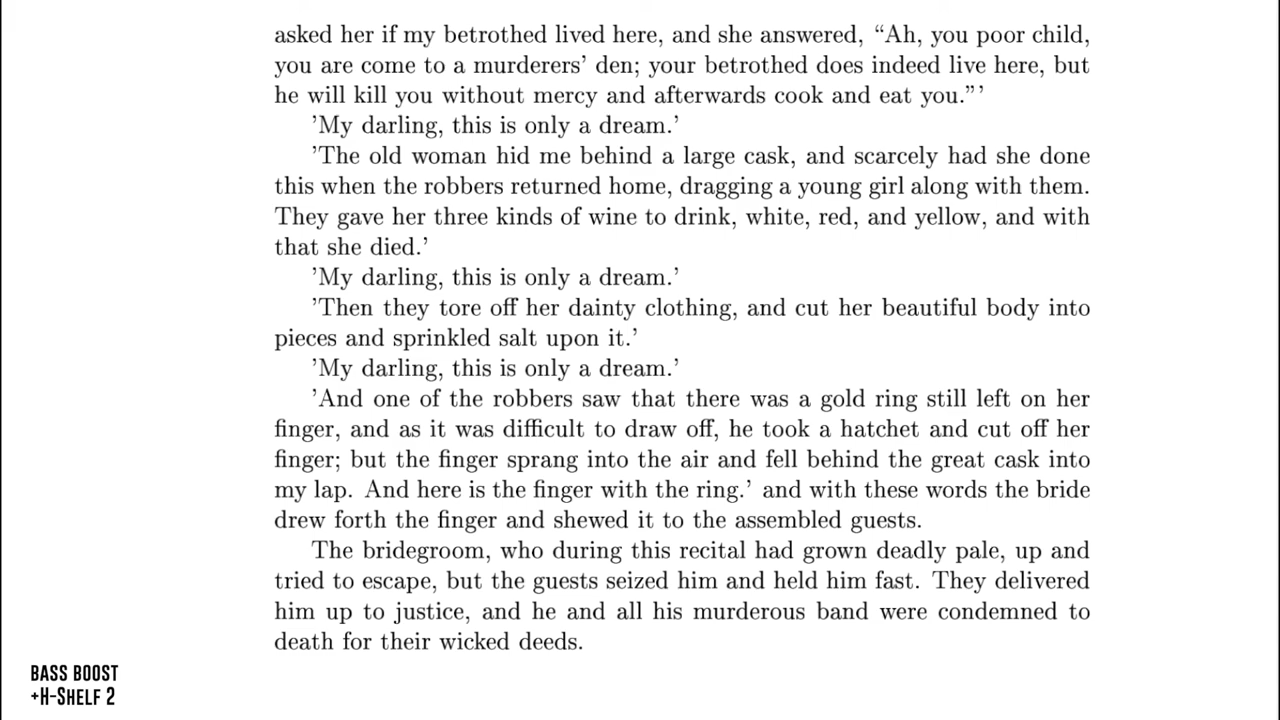 asked her if my betrothed lived here, and she answered, “Ah, you poor child,
you are come to a murderers’ den; your betrothed does indeed live here, but
he will kill you without mercy and afterwards cook and eat you.”’
’My darling, this is only a dream.’
’The old woman hid me behind a large cask, and scarcely had she done
this when the robbers returned home, dragging a young girl along with them.
They gave her three kinds of wine to drink, white, red, and yellow, and with
that she died.’
’My darling, this is only a dream.’
’Then they tore off her dainty clothing, and cut her beautiful body into
pieces and sprinkled salt upon it.’
’My darling, this is only a dream.’
’And one of the robbers saw that there was a gold ring still left on her
finger, and as it was difficult to draw off, he took a hatchet and cut off her
finger; but the finger sprang into the air and fell behind the great cask into
my lap. And here is the finger with the ring.’ and with these words the bride
drew forth the finger and shewed it to the assembled guests.
The bridegroom, who during this recital had grown deadly pale, up and
tried to escape, but the guests seized him and held him fast. They delivered
him up to justice, and he and all his murderous band were condemned to
death for their wicked deeds.
BASS BOOST
+H-SHELF 2